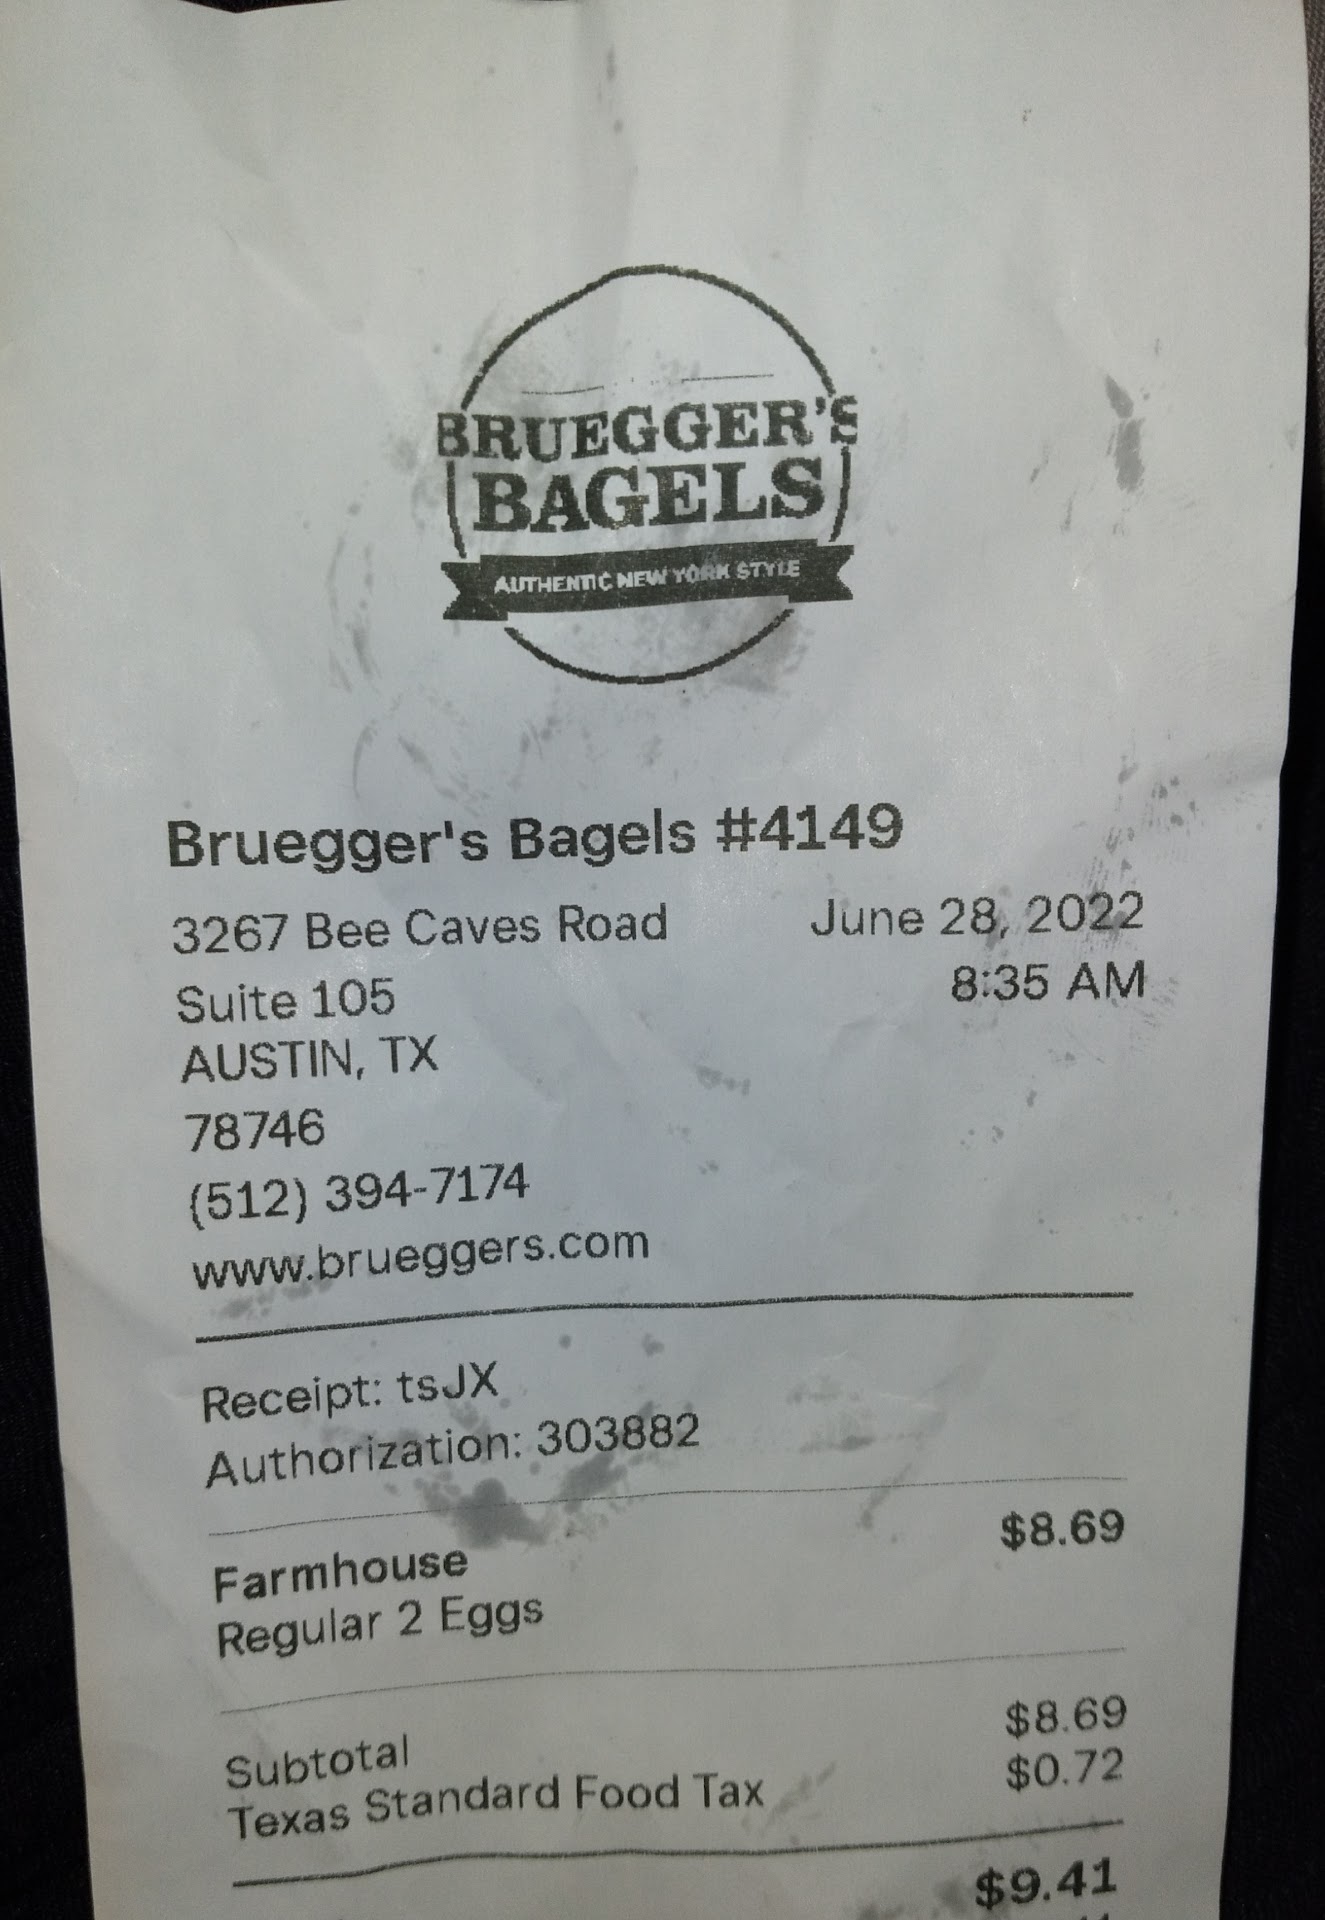 BRUEGGER'S
BAGELS
AUTHENTIC NEW YORK STYLE
Bruegger's Bagels #4149
3267 Bee Caves Road June 28, 2022
Suite 105 8:35 AM
AUSTIN, TX
78746
(512) 394-7174
www.brueggers.com
Receipt: tsJX
Authorization: 303882
Farmhouse $8.69
Regular 2 Eggs
Subtotal $8.69
Texas Standard Food Tax $0.72
$9.41